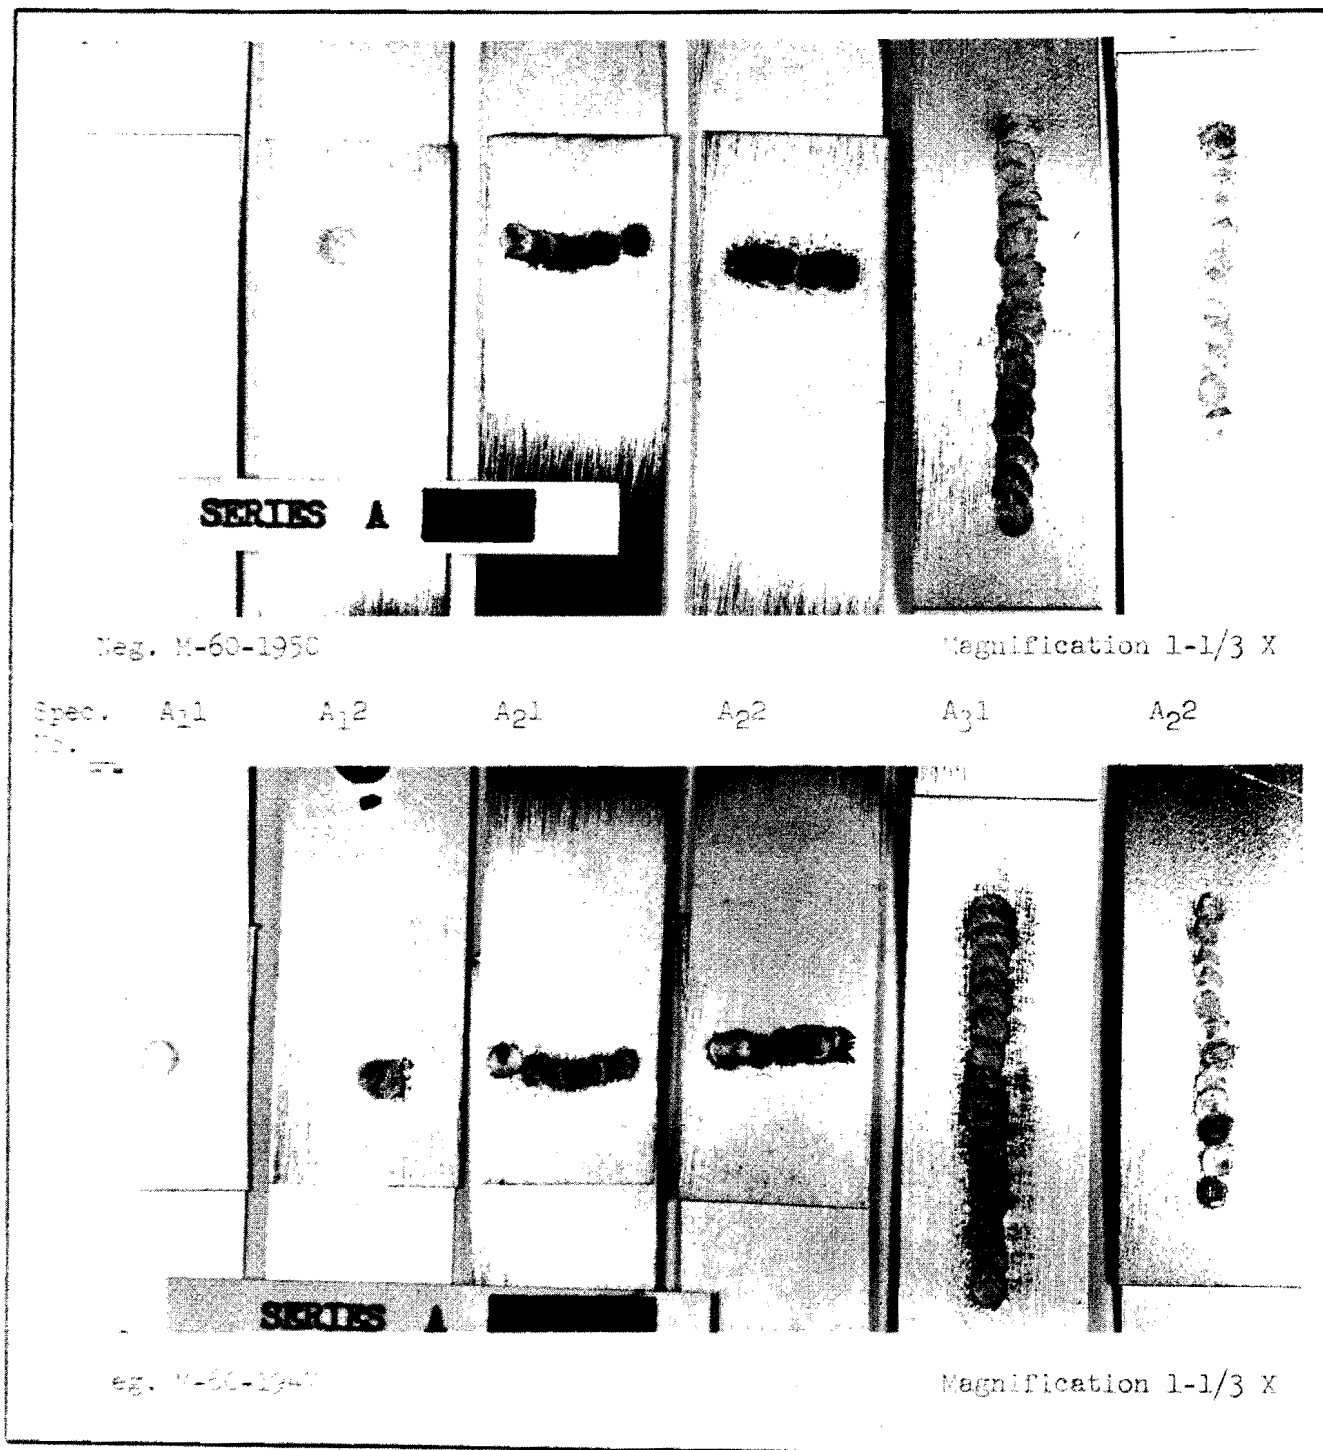 SERIES A
Neg. M-60-1950 Magnification 1-1/3 X
Spec. A₁1 A₁2 A₂1 A₂2 A₃1 A₂2
No.
SERIES A
Magnification 1-1/3 X